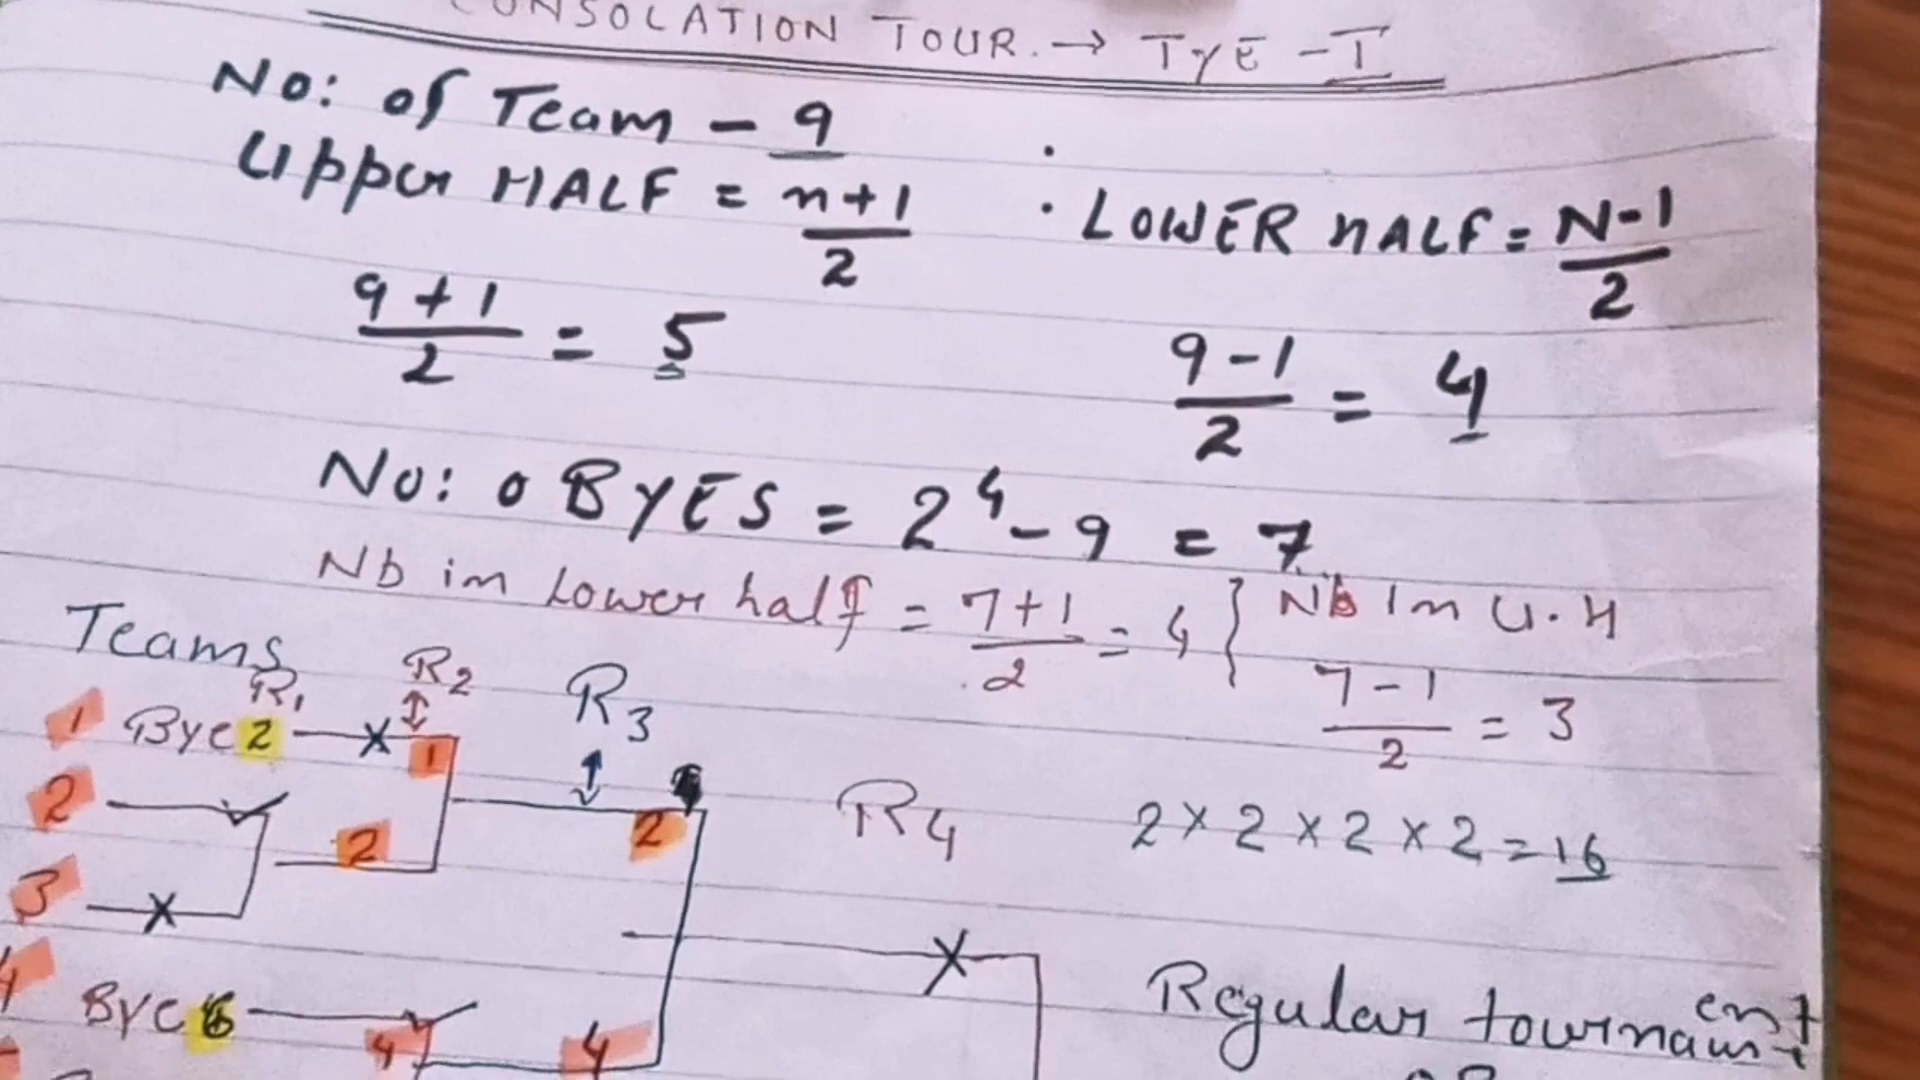 CONSOLATION TOUR. → TYE - I
No: of Team - 9
Upper HALF = n+1 / 2 : LOWER HALF = N-1 / 2
9+1 / 2 = 5
9-1 / 2 = 4
No: o BYES = 2⁴ - 9 = 7
Nb in Lower half = 7+1 / 2 = 4 } Nb In U.H
7-1 / 2 = 3
Teams
R1 R2 R3
1 Bye 2 1
2
2 2
R4 2×2×2×2=16
3
4 Bye 6
4 4
Regular tournament